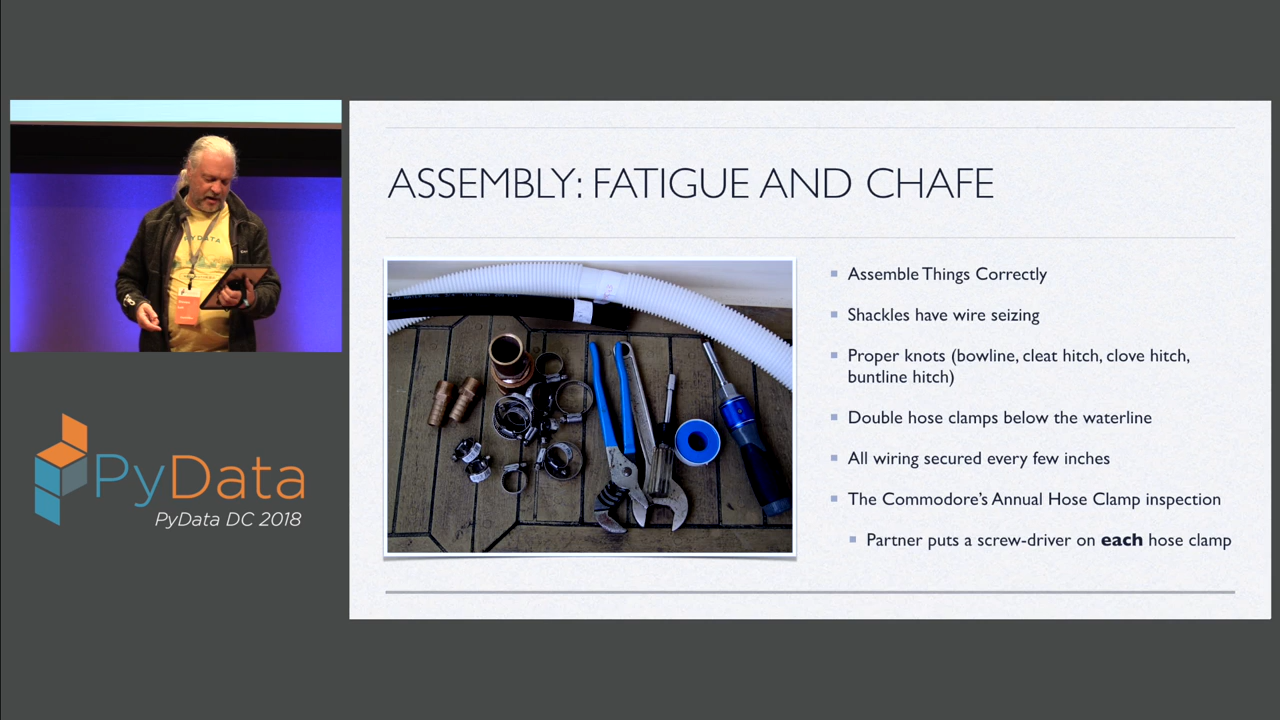 PYDATA
ASSEMBLY: FATIGUE AND CHAFE
Assemble Things Correctly
Shackles have wire seizing
Proper knots (bowline, cleat hitch, clove hitch,
buntline hitch)
Double hose clamps below the waterline
All wiring secured every few inches
The Commodore's Annual Hose Clamp inspection
Partner puts a screw-driver on each hose clamp
PyData
PyData DC 2018